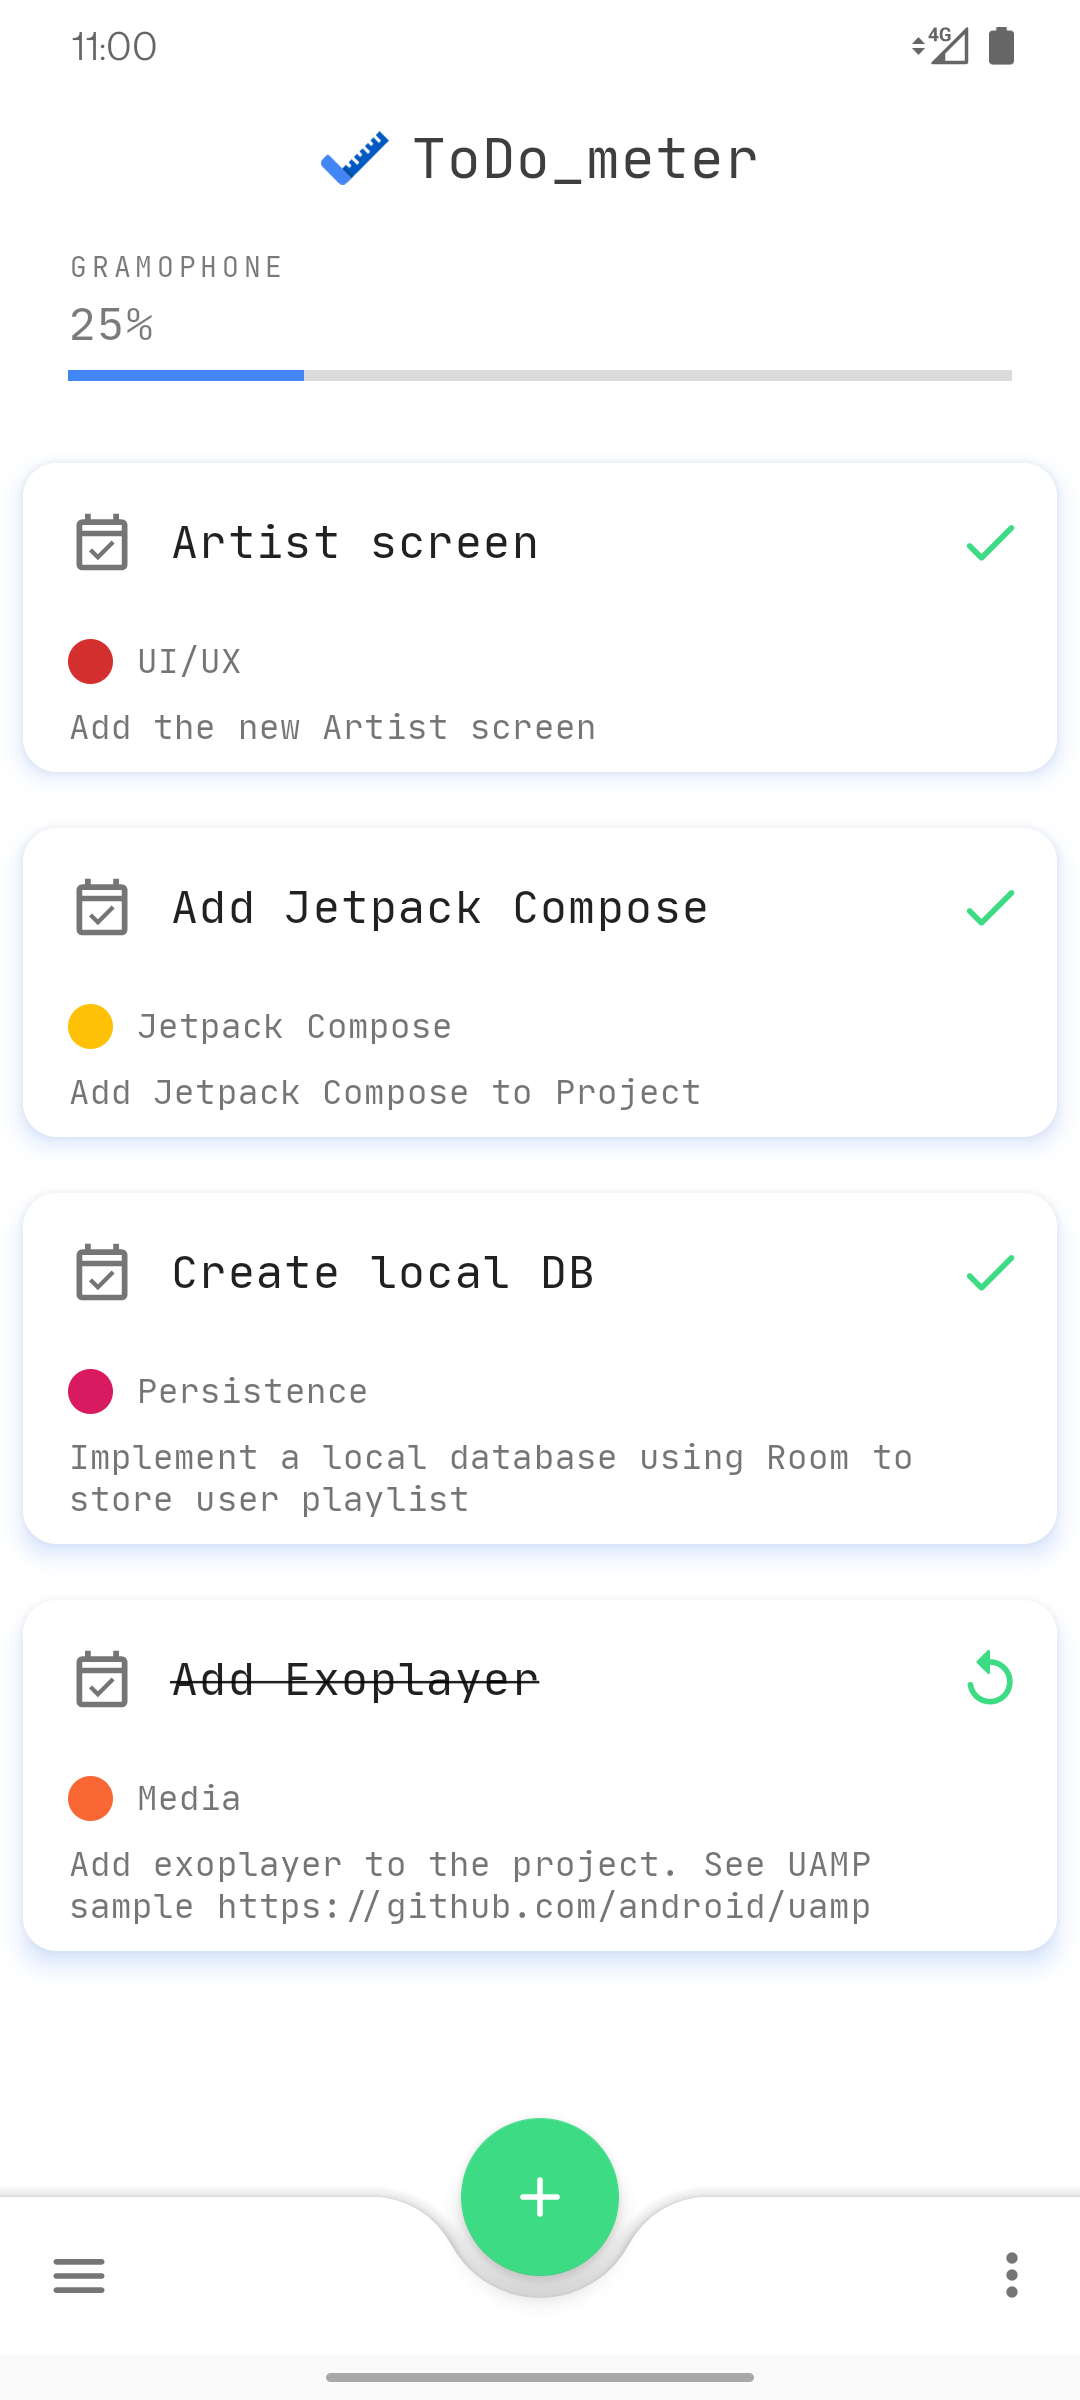 11:00
4G
ToDo_meter
GRAMOPHONE
25%
Artist screen
UI/UX
Add the new Artist screen
Add Jetpack Compose
Jetpack Compose
Add Jetpack Compose to Project
Create local DB
Persistence
Implement a local database using Room to
store user playlist
Add Exoplayer
Media
Add exoplayer to the project. See UAMP
sample https://github.com/android/uamp